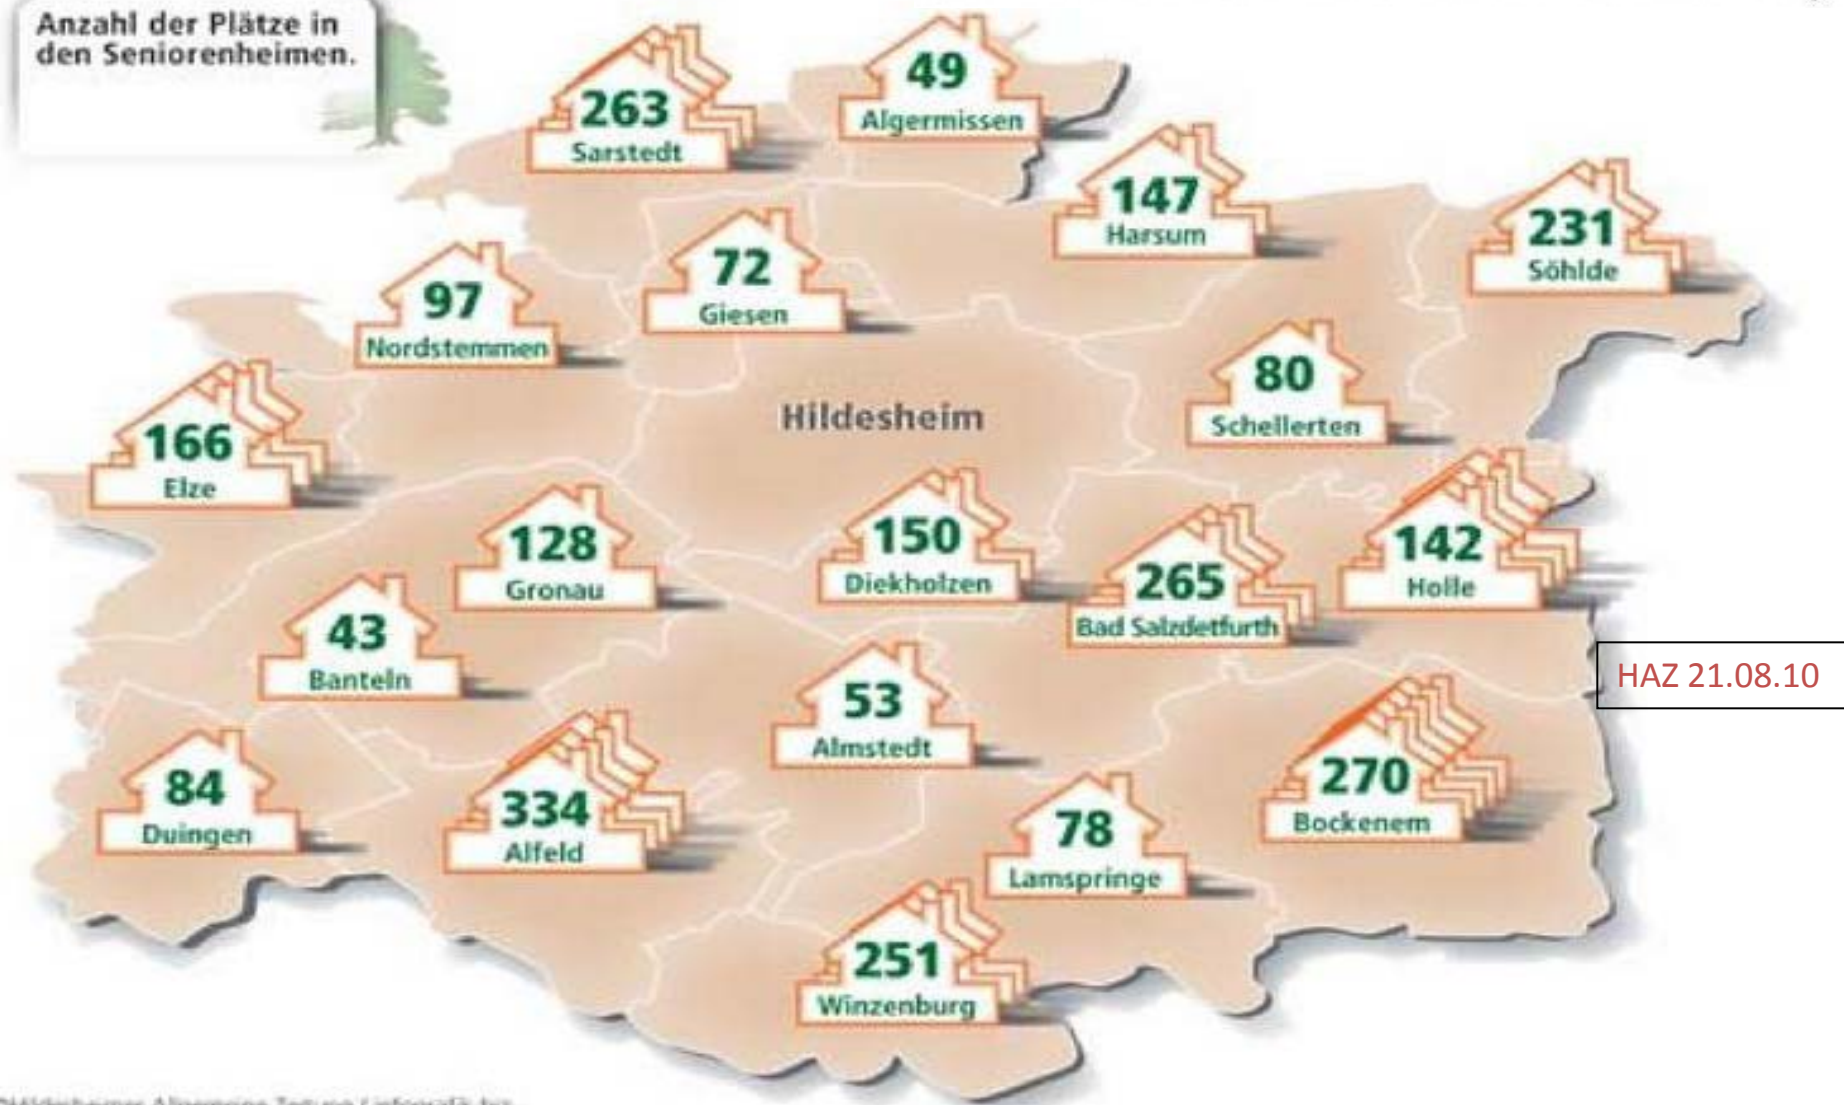 Anzahl der Plätze in
den Seniorenheimen.
263
Sarstedt
49
Algermissen
147
Harsum
231
Söhlde
72
Giesen
97
Nordstemmen
80
Schellerten
Hildesheim
166
Elze
128
Gronau
150
Diekholzen
265
Bad Salzdetfurth
142
Holle
43
Banteln
53
Almstedt
HAZ 21.08.10
84
Duingen
334
Alfeld
78
Lamspringe
270
Bockenem
251
Winzenburg